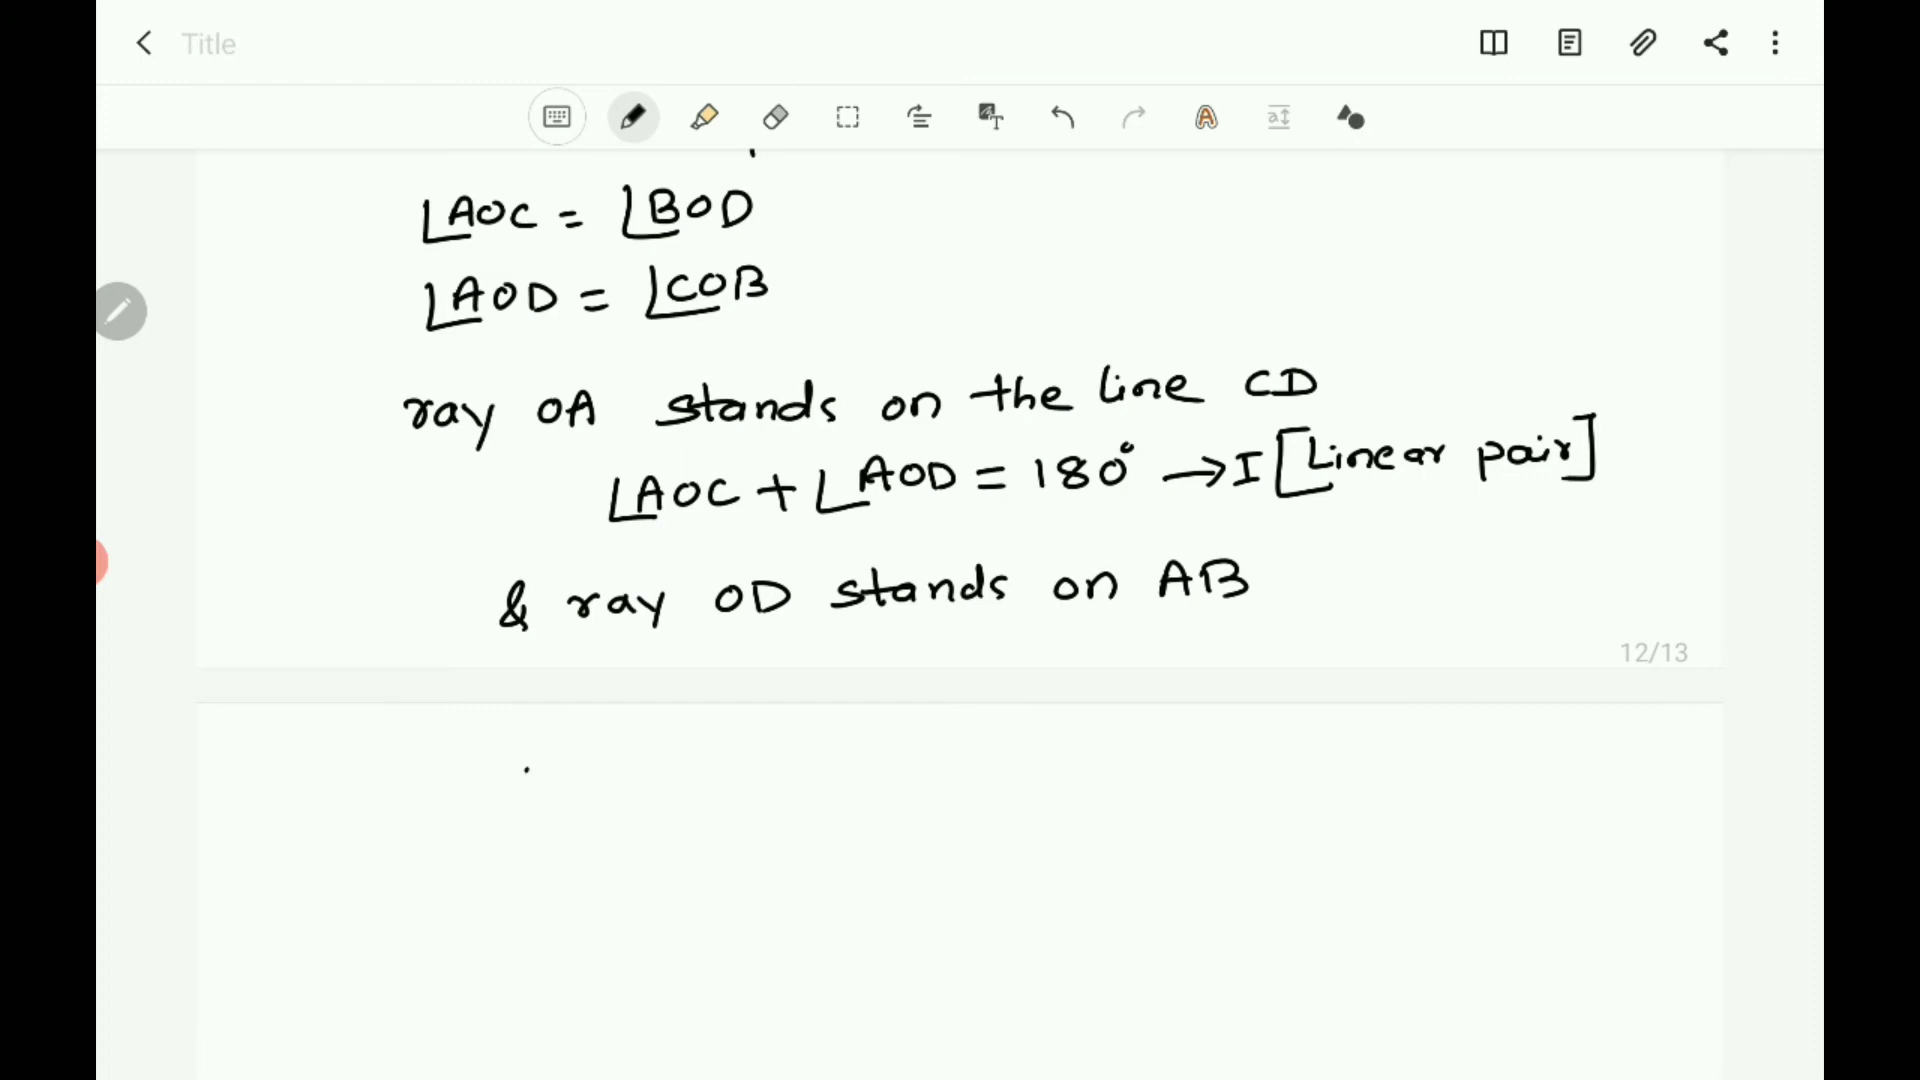 Title
∠AOC = ∠BOD
∠AOD = ∠COB
ray OA stands on the line CD
∠AOC + ∠AOD = 180° → I [Linear pair]
& ray OD stands on AB
12/13